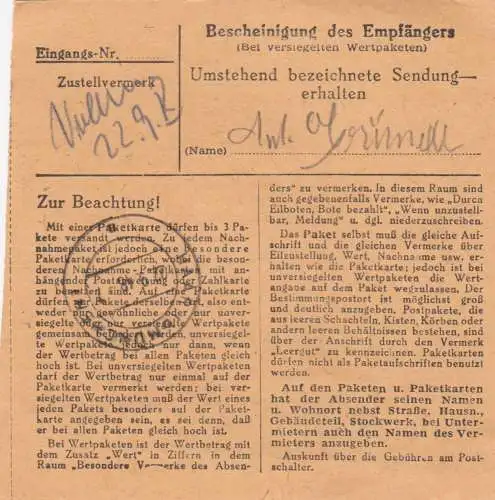 Eingangs-Nr.
Zustellvermerk
22.9.
Bescheinigung des Empfängers
(Bei versiegelten Wertpaketen)
Umstehend bezeichnete Sendung
erhalten
(Name)
Zur Beachtung!
Mit einer Paketkarte dürfen bis 3 Pa-
kete versandt werden. Zu jedem Nach-
nahmepaket ist jedoch eine besondere
Paketkarte erforderlich, wofür die beson-
deren Nachnahme-Paketkarten mit an-
hängender Postanweisung oder Zahlkarte
zu benutzen sind. Auf eine Paketkarte
dürfen nur Pakete derselben Art, also ent-
weder nur gewöhnliche oder nur unver-
siegelte oder nur versiegelte Wertpakete
gemeinsam befördert werden, unversie-
gelte Wertpakete jedoch nur dann, wenn
der Wertbetrag bei allen Paketen gleich
hoch ist. Bei unversiegelten Wertpaketen
darf der Wertbetrag nur einmal auf der
Paketkarte vermerkt werden; bei ver-
siegelten Wertpaketen muß der Wert eines
jeden Pakets besonders auf der Paket-
karte angegeben sein, es sei denn, daß
er bei allen Paketen gleich hoch ist.
Bei Wertpaketen ist der Wertbetrag mit
dem Zusatz „Wert" in Ziffern in dem
Raum „Besondere Vermerke des Absen-
ders" zu vermerken. In diesem Raum sind
auch gegebenenfalls Vermerke, wie „Durch
Eilboten, Bote bezahlt", „Wenn unzustell-
bar, Meldung" u. dgl. niederzuschreiben.
Das Paket selbst muß die gleiche Auf-
schrift und die gleichen Vermerke über
Eilzustellung, Wert, Nachnahme usw. er-
halten wie die Paketkarte; jedoch ist bei
unversiegelten Wertpaketen die Wert-
angabe auf dem Paket wegzulassen. Der
Bestimmungspostort ist möglichst groß
und deutlich anzugeben. Postpakete, die
aus leeren Schachteln, Kisten, Körben oder
andern leeren Behältnissen bestehen, sind
über der Anschrift durch den Vermerk
„Leergut" zu kennzeichnen. Paketkarten
dürfen nicht als Paketaufschriften benutzt
werden.
Auf den Paketen u. Paketkarten
hat der Absender seinen Namen
u. Wohnort nebst Straße, Hausn.,
Gebäudeteil, Stockwerk, bei Unter-
mietern auch den Namen des Ver-
mieters anzugeben.
Auskunft über die Gebühren am Post-
schalter.